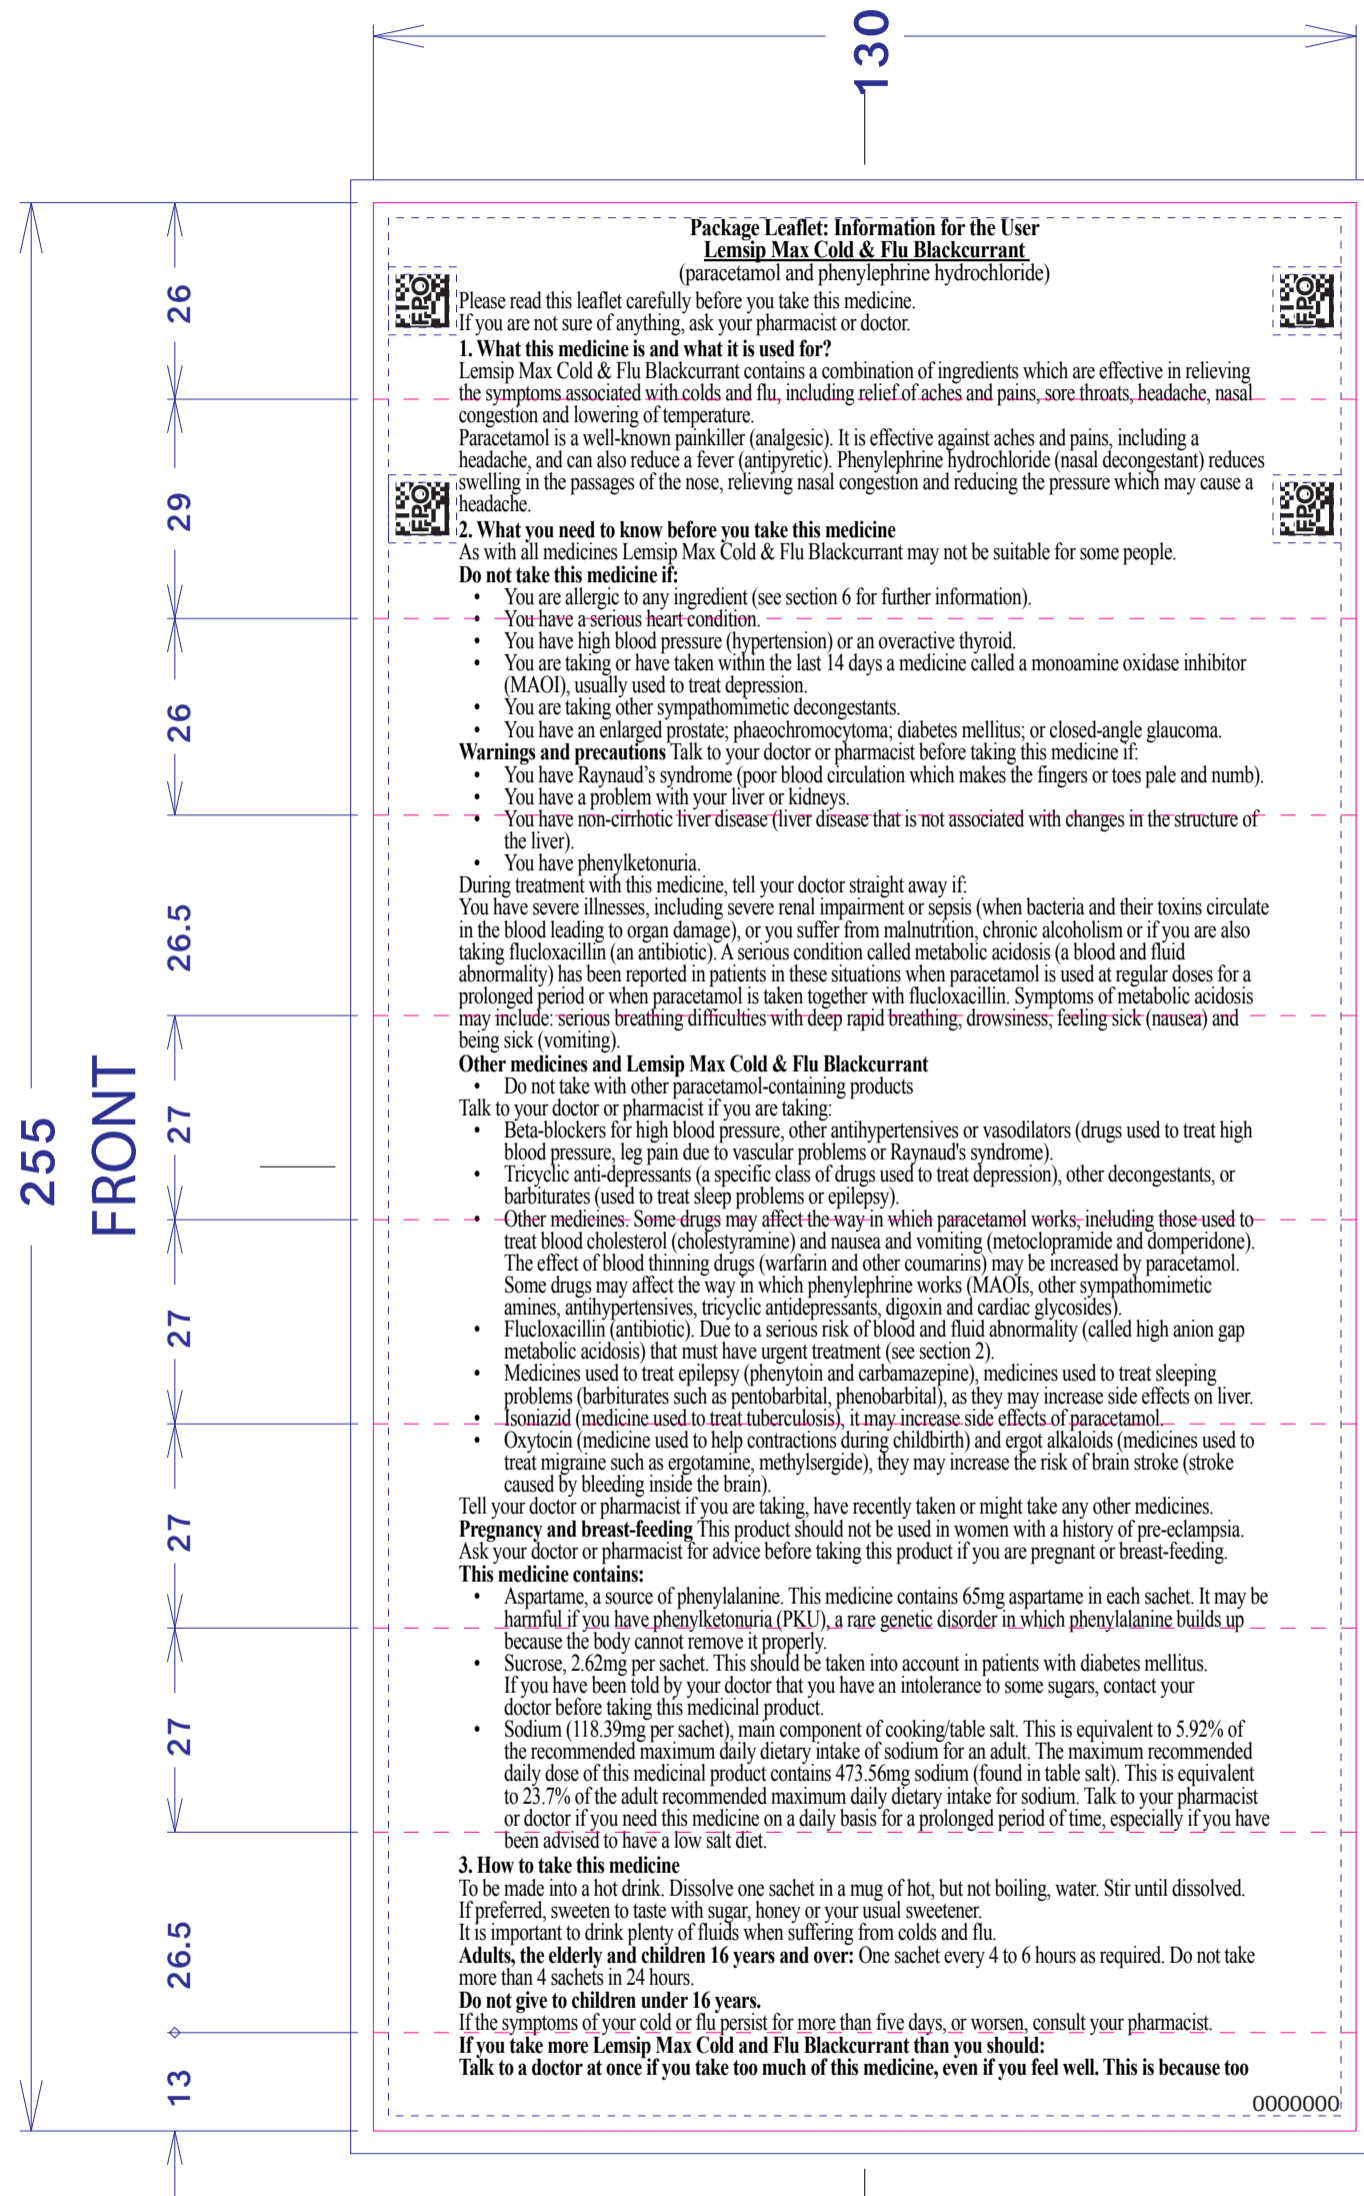 130
255
FRONT
26
29
26
26.5
27
27
27
27
26.5
13
Package Leaflet: Information for the User
Lemsip Max Cold & Flu Blackcurrant
(paracetamol and phenylephrine hydrochloride)
FPO
FPO
Please read this leaflet carefully before you take this medicine.
If you are not sure of anything, ask your pharmacist or doctor.
1. What this medicine is and what it is used for?
Lemsip Max Cold & Flu Blackcurrant contains a combination of ingredients which are effective in relieving
the symptoms associated with colds and flu, including relief of aches and pains, sore throats, headache, nasal
congestion and lowering of temperature.
Paracetamol is a well-known painkiller (analgesic). It is effective against aches and pains, including a
headache, and can also reduce a fever (antipyretic). Phenylephrine hydrochloride (nasal decongestant) reduces
swelling in the passages of the nose, relieving nasal congestion and reducing the pressure which may cause a
headache.
FPO
FPO
2. What you need to know before you take this medicine
As with all medicines Lemsip Max Cold & Flu Blackcurrant may not be suitable for some people.
Do not take this medicine if:
• You are allergic to any ingredient (see section 6 for further information).
• You have a serious heart condition.
• You have high blood pressure (hypertension) or an overactive thyroid.
• You are taking or have taken within the last 14 days a medicine called a monoamine oxidase inhibitor
(MAOI), usually used to treat depression.
• You are taking other sympathomimetic decongestants.
• You have an enlarged prostate; phaeochromocytoma; diabetes mellitus; or closed-angle glaucoma.
Warnings and precautions Talk to your doctor or pharmacist before taking this medicine if:
• You have Raynaud’s syndrome (poor blood circulation which makes the fingers or toes pale and numb).
• You have a problem with your liver or kidneys.
• You have non-cirrhotic liver disease (liver disease that is not associated with changes in the structure of
the liver).
• You have phenylketonuria.
During treatment with this medicine, tell your doctor straight away if:
You have severe illnesses, including severe renal impairment or sepsis (when bacteria and their toxins circulate
in the blood leading to organ damage), or you suffer from malnutrition, chronic alcoholism or if you are also
taking flucloxacillin (an antibiotic). A serious condition called metabolic acidosis (a blood and fluid
abnormality) has been reported in patients in these situations when paracetamol is used at regular doses for a
prolonged period or when paracetamol is taken together with flucloxacillin. Symptoms of metabolic acidosis
may include: serious breathing difficulties with deep rapid breathing, drowsiness, feeling sick (nausea) and
being sick (vomiting).
Other medicines and Lemsip Max Cold & Flu Blackcurrant
• Do not take with other paracetamol-containing products
Talk to your doctor or pharmacist if you are taking:
• Beta-blockers for high blood pressure, other antihypertensives or vasodilators (drugs used to treat high
blood pressure, leg pain due to vascular problems or Raynaud's syndrome).
• Tricyclic anti-depressants (a specific class of drugs used to treat depression), other decongestants, or
barbiturates (used to treat sleep problems or epilepsy).
• Other medicines. Some drugs may affect the way in which paracetamol works, including those used to
treat blood cholesterol (cholestyramine) and nausea and vomiting (metoclopramide and domperidone).
The effect of blood thinning drugs (warfarin and other coumarins) may be increased by paracetamol.
Some drugs may affect the way in which phenylephrine works (MAOIs, other sympathomimetic
amines, antihypertensives, tricyclic antidepressants, digoxin and cardiac glycosides).
• Flucloxacillin (antibiotic). Due to a serious risk of blood and fluid abnormality (called high anion gap
metabolic acidosis) that must have urgent treatment (see section 2).
• Medicines used to treat epilepsy (phenytoin and carbamazepine), medicines used to treat sleeping
problems (barbiturates such as pentobarbital, phenobarbital), as they may increase side effects on liver.
• Isoniazid (medicine used to treat tuberculosis), it may increase side effects of paracetamol.
• Oxytocin (medicine used to help contractions during childbirth) and ergot alkaloids (medicines used to
treat migraine such as ergotamine, methylsergide), they may increase the risk of brain stroke (stroke
caused by bleeding inside the brain).
Tell your doctor or pharmacist if you are taking, have recently taken or might take any other medicines.
Pregnancy and breast-feeding This product should not be used in women with a history of pre-eclampsia.
Ask your doctor or pharmacist for advice before taking this product if you are pregnant or breast-feeding.
This medicine contains:
• Aspartame, a source of phenylalanine. This medicine contains 65mg aspartame in each sachet. It may be
harmful if you have phenylketonuria (PKU), a rare genetic disorder in which phenylalanine builds up
because the body cannot remove it properly.
• Sucrose, 2.62mg per sachet. This should be taken into account in patients with diabetes mellitus.
If you have been told by your doctor that you have an intolerance to some sugars, contact your
doctor before taking this medicinal product.
• Sodium (118.39mg per sachet), main component of cooking/table salt. This is equivalent to 5.92% of
the recommended maximum daily dietary intake of sodium for an adult. The maximum recommended
daily dose of this medicinal product contains 473.56mg sodium (found in table salt). This is equivalent
to 23.7% of the adult recommended maximum daily dietary intake for sodium. Talk to your pharmacist
or doctor if you need this medicine on a daily basis for a prolonged period of time, especially if you have
been advised to have a low salt diet.
3. How to take this medicine
To be made into a hot drink. Dissolve one sachet in a mug of hot, but not boiling, water. Stir until dissolved.
If preferred, sweeten to taste with sugar, honey or your usual sweetener.
It is important to drink plenty of fluids when suffering from colds and flu.
Adults, the elderly and children 16 years and over: One sachet every 4 to 6 hours as required. Do not take
more than 4 sachets in 24 hours.
Do not give to children under 16 years.
If the symptoms of your cold or flu persist for more than five days, or worsen, consult your pharmacist.
If you take more Lemsip Max Cold and Flu Blackcurrant than you should:
Talk to a doctor at once if you take too much of this medicine, even if you feel well. This is because too
0000000